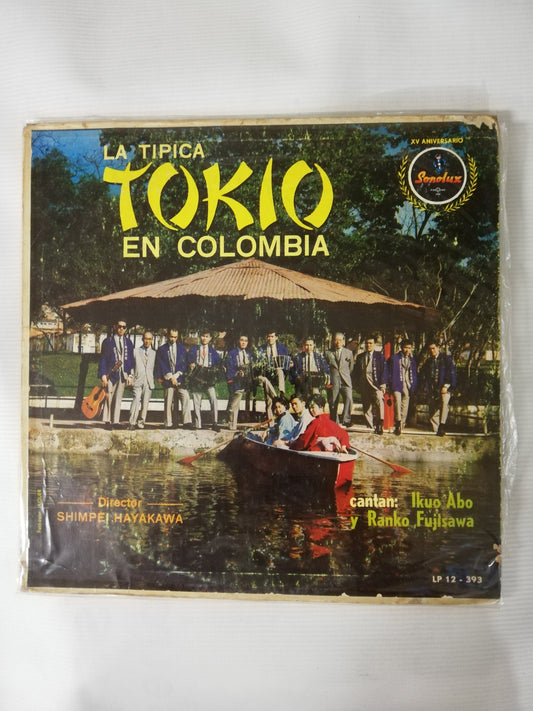 LA TIPICA
TOKIO
EN COLOMBIA
XV ANIVERSARIO
Sonolux
Director
SHIMPEI HAYAKAWA
cantan: Ikuo Abo
y Ranko Fujisawa
LP 12 - 393